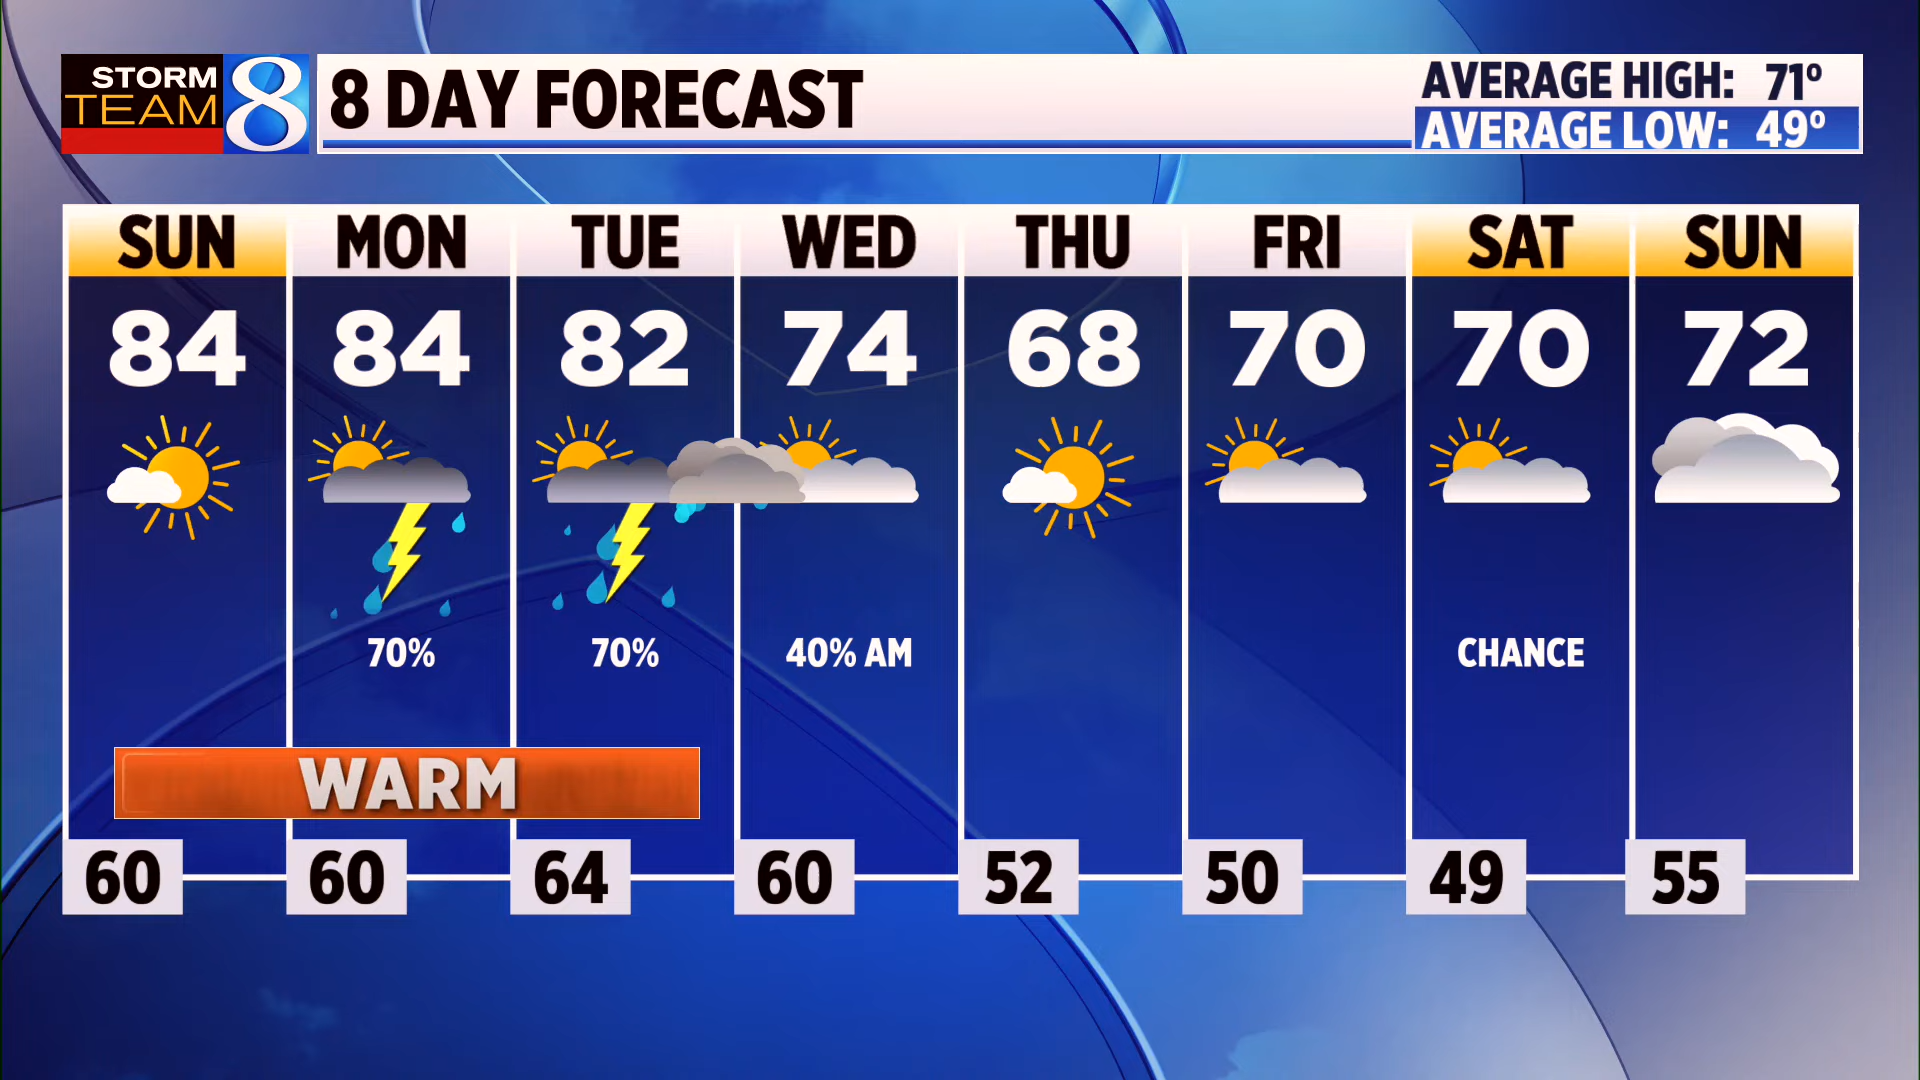 STORM
TEAM
8
8 DAY FORECAST
AVERAGE HIGH: 71º
AVERAGE LOW: 49º
SUN MON TUE WED THU FRI SAT SUN
84 84 82 74 68 70 70 72
70% 70% 40% AM CHANCE
WARM
60 60 64 60 52 50 49 55